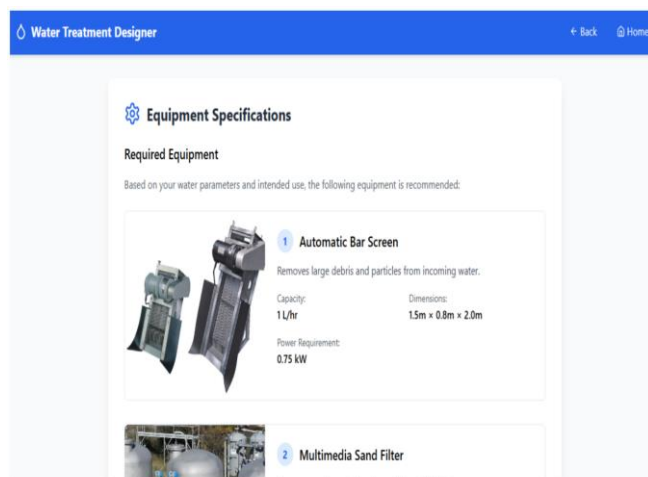 Water Treatment Designer
← Back
Home
Equipment Specifications
Required Equipment
Based on your water parameters and intended use, the following equipment is recommended:
1 Automatic Bar Screen
Removes large debris and particles from incoming water.
Capacity: Dimensions:
1 L/hr 1.5m × 0.8m × 2.0m
Power Requirement:
0.75 kW
2 Multimedia Sand Filter